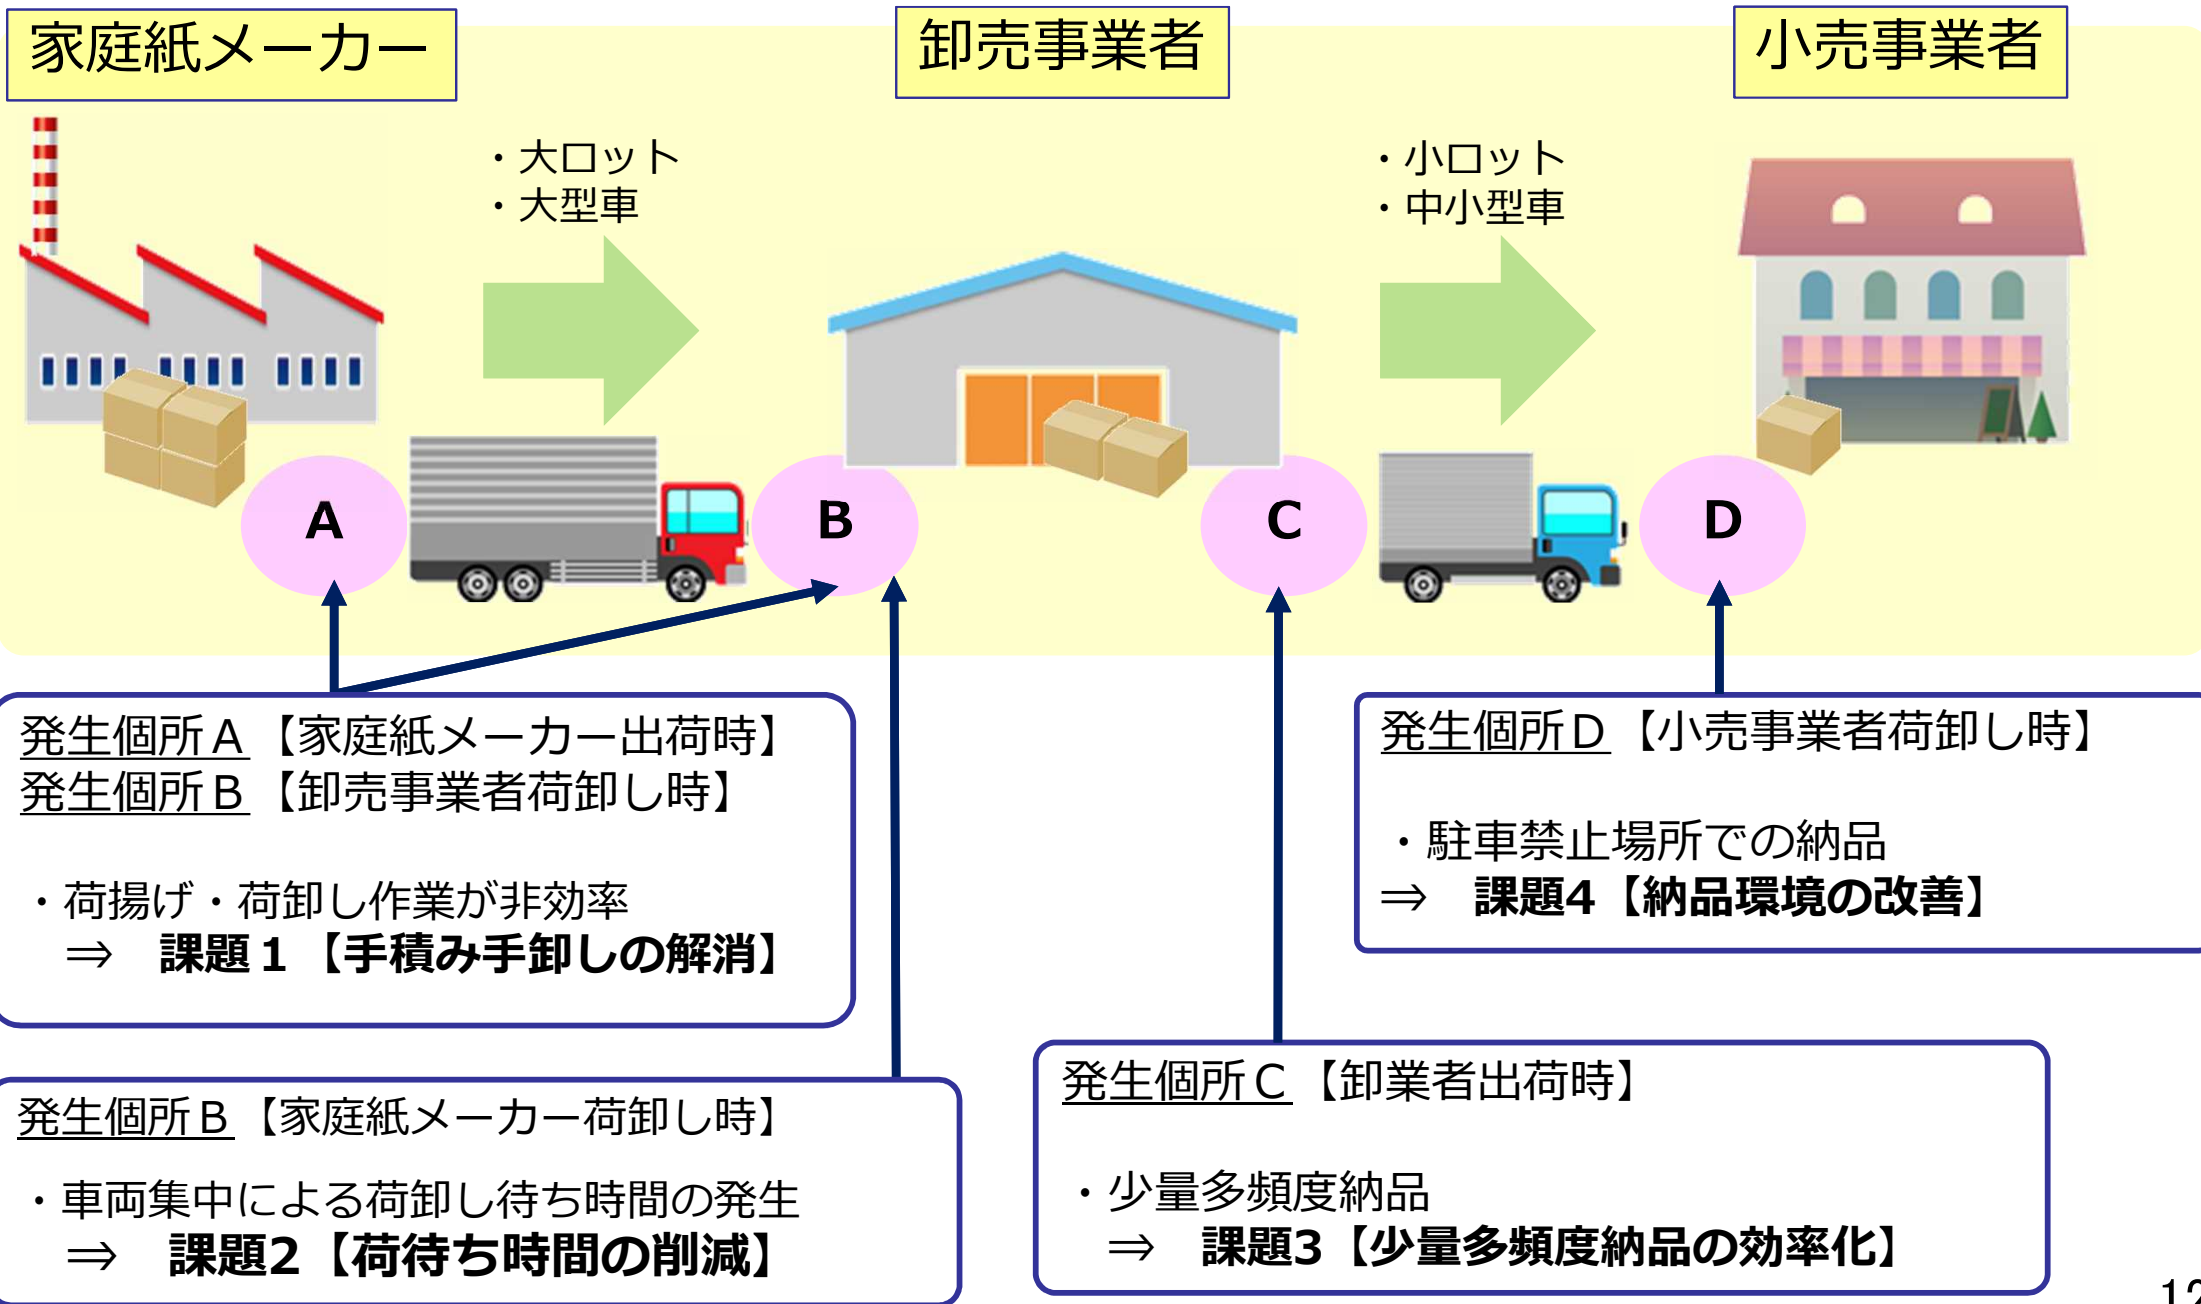 家庭紙メーカー
卸売事業者
小売事業者
・大ロット
・大型車
・小ロット
・中小型車
A
B
C
D
発生個所A【家庭紙メーカー出荷時】
発生個所B【卸売事業者荷卸し時】
・荷揚げ・荷卸し作業が非効率
⇒　課題１【手積み手卸しの解消】
発生個所D【小売事業者荷卸し時】
・駐車禁止場所での納品
⇒　課題4【納品環境の改善】
発生個所B【家庭紙メーカー荷卸し時】
・車両集中による荷卸し待ち時間の発生
⇒　課題2【荷待ち時間の削減】
発生個所C【卸業者出荷時】
・少量多頻度納品
⇒　課題3【少量多頻度納品の効率化】
12